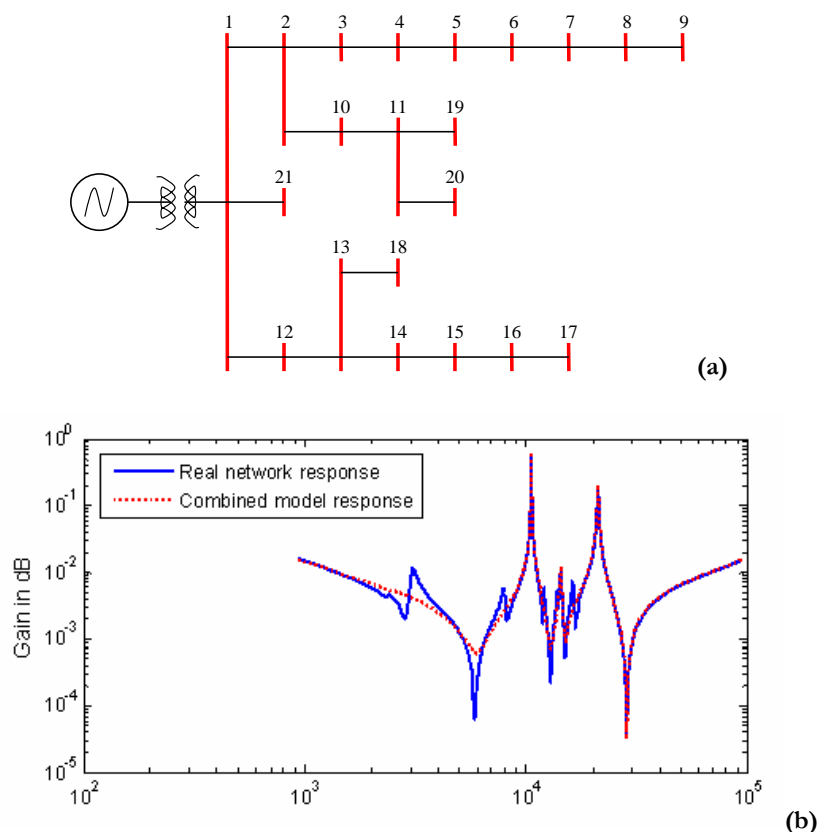 1 2 3 4 5 6 7 8 9
10 11 19
21 20
13 18
12 14 15 16 17
(a)
10^0
Real network response
Combined model response
10^-1
10^-2
Gain in dB
10^-3
10^-4
10^-5
10^2 10^3 10^4 10^5
(b)